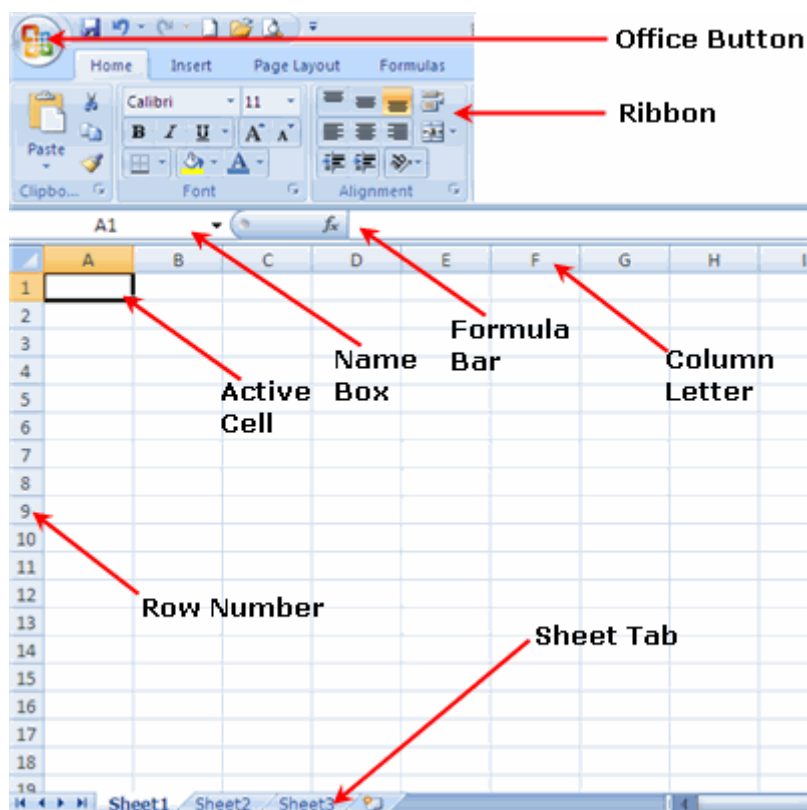 Office Button
Home Insert Page Layout Formulas
Calibri 11
Ribbon
B I U A A
Paste
A
Clipbo... Font Alignment
A1 fx
A B C D E F G H I
1
2
3
4
5
6
7
8
9
10
11
12
13
14
15
16
17
18
19
Formula
Bar
Name
Box
Column
Letter
Active
Cell
Row Number
Sheet Tab
Sheet1 Sheet2 Sheet3